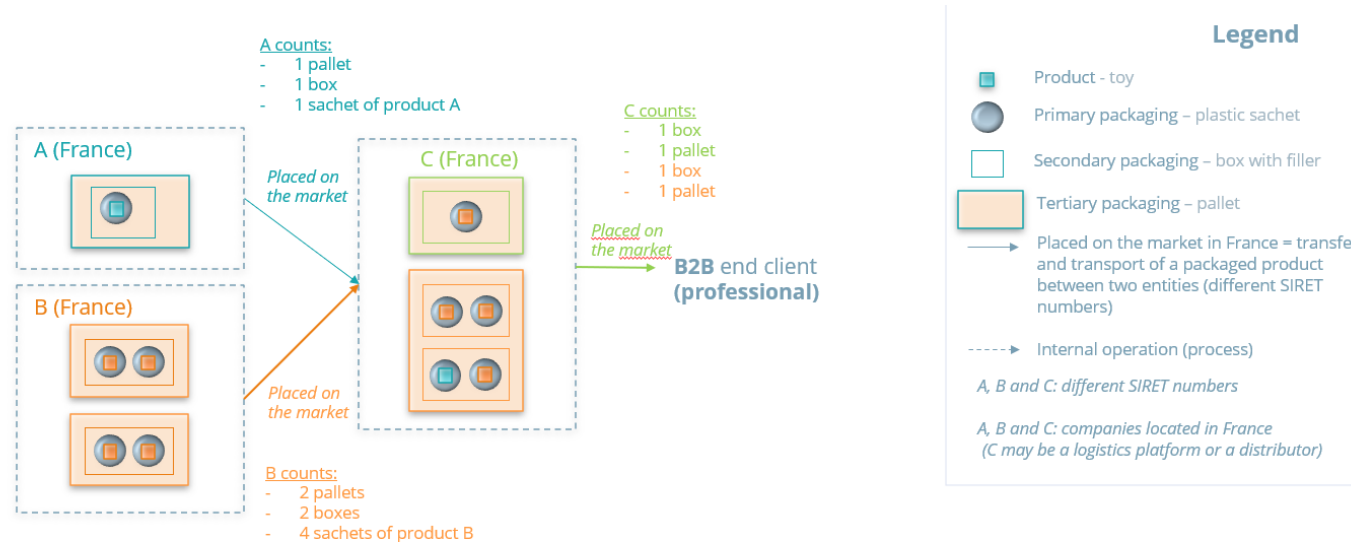 A counts:
- 1 pallet
- 1 box
- 1 sachet of product A
A (France)
Placed on
the market
B (France)
Placed on
the market
B counts:
- 2 pallets
- 2 boxes
- 4 sachets of product B
C (France)
C counts:
- 1 box
- 1 pallet
- 1 box
- 1 pallet
Placed on
the market
B2B end client
(professional)
Legend
Product - toy
Primary packaging – plastic sachet
Secondary packaging – box with filler
Tertiary packaging – pallet
Placed on the market in France = transfe
and transport of a packaged product
between two entities (different SIRET
numbers)
Internal operation (process)
A, B and C: different SIRET numbers
A, B and C: companies located in France
(C may be a logistics platform or a distributor)